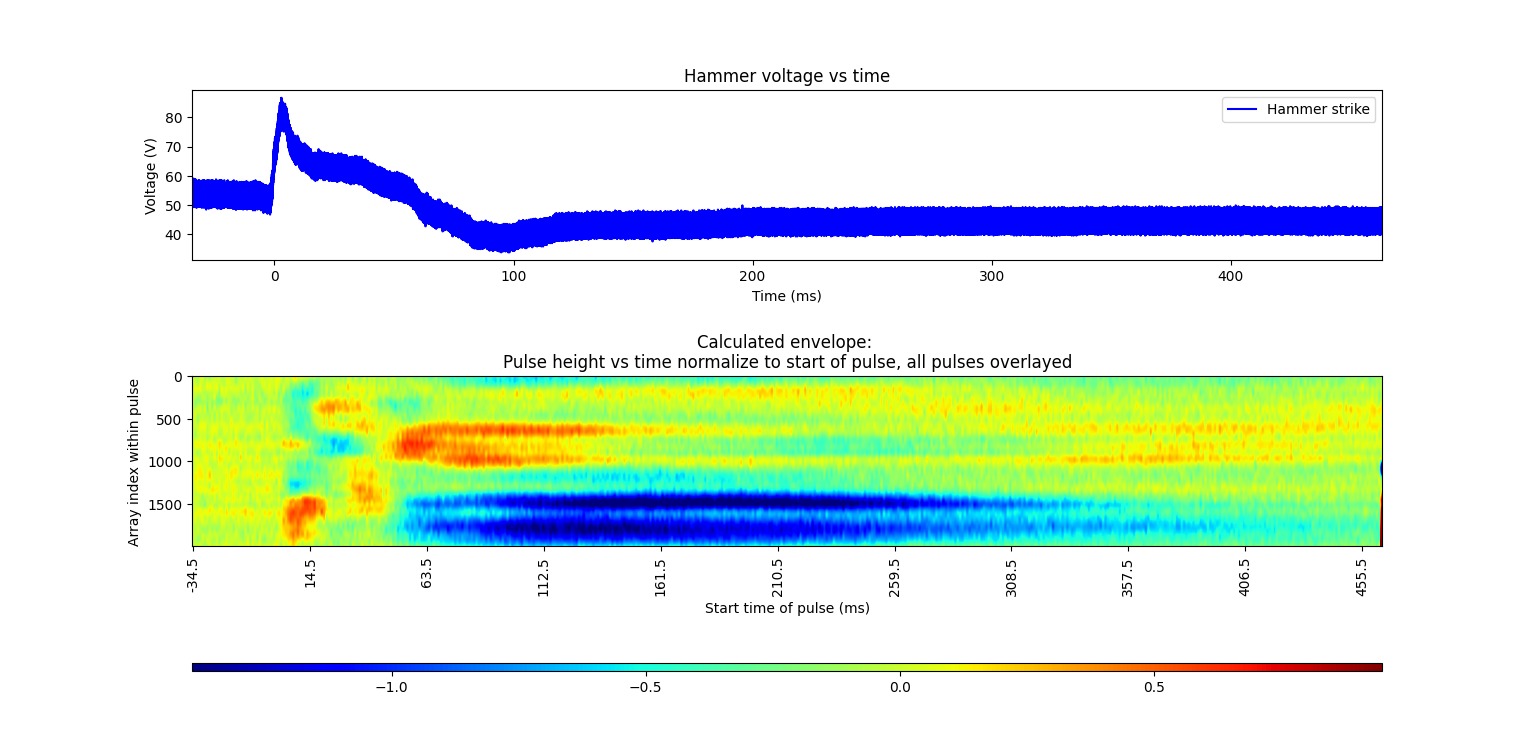 Hammer voltage vs time
Voltage (V)
80
70
60
50
40
Hammer strike
0 100 200 300 400
Time (ms)
Calculated envelope:
Pulse height vs time normalize to start of pulse, all pulses overlayed
Array index within pulse
0
500
1000
1500
-34.5 14.5 63.5 112.5 161.5 210.5 259.5 308.5 357.5 406.5 455.5
Start time of pulse (ms)
−1.0 −0.5 0.0 0.5